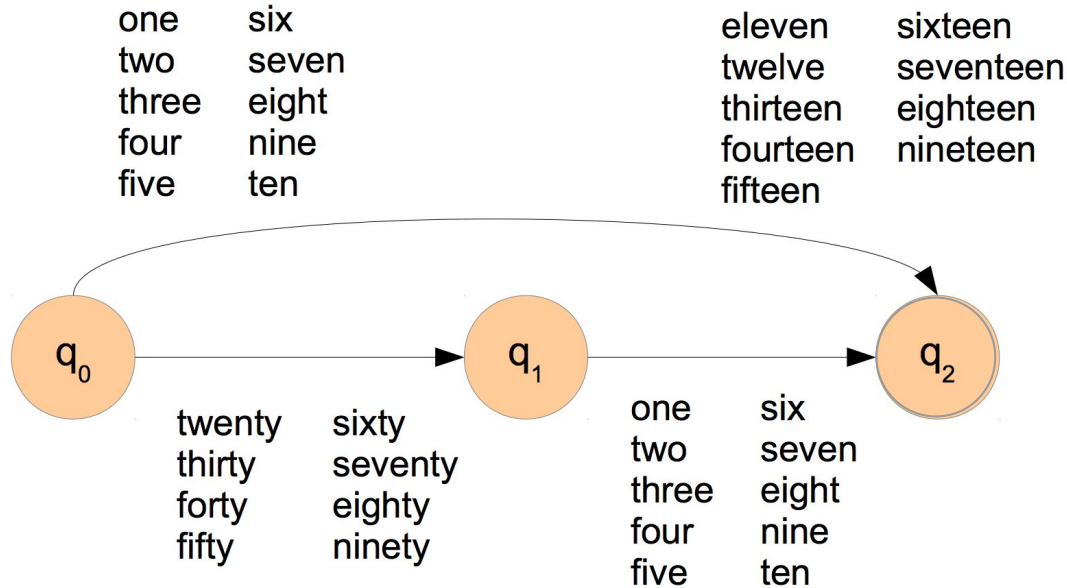 one six
two seven
three eight
four nine
five ten
eleven sixteen
twelve seventeen
thirteen eighteen
fourteen nineteen
fifteen
q0
q1
q2
twenty sixty
thirty seventy
forty eighty
fifty ninety
one six
two seven
three eight
four nine
five ten